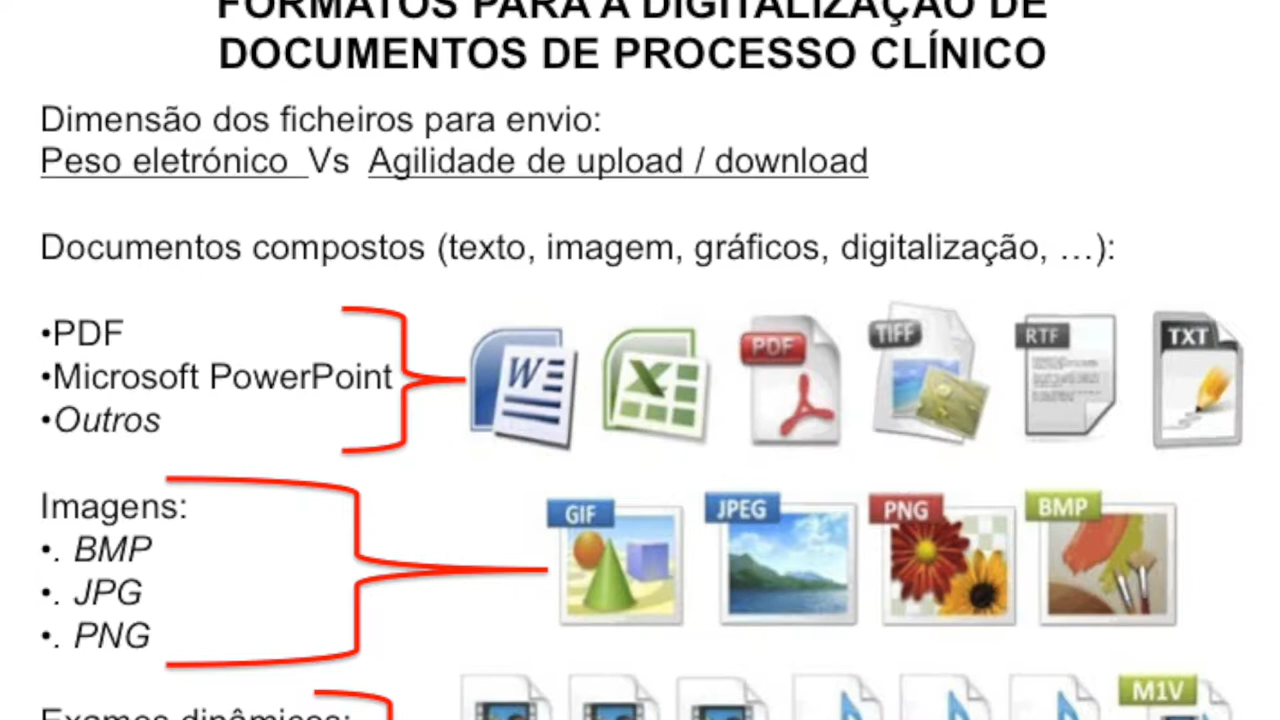 FORMATOS PARA A DIGITALIZAÇÃO DE
DOCUMENTOS DE PROCESSO CLÍNICO
Dimensão dos ficheiros para envio:
Peso eletrónico Vs Agilidade de upload / download
Documentos compostos (texto, imagem, gráficos, digitalização, …):
•PDF
•Microsoft PowerPoint
•Outros
W
X
PDF
TIFF
RTF
TXT
Imagens:
•. BMP
•. JPG
•. PNG
GIF
JPEG
PNG
BMP
Exames dinâmicos:
M1V